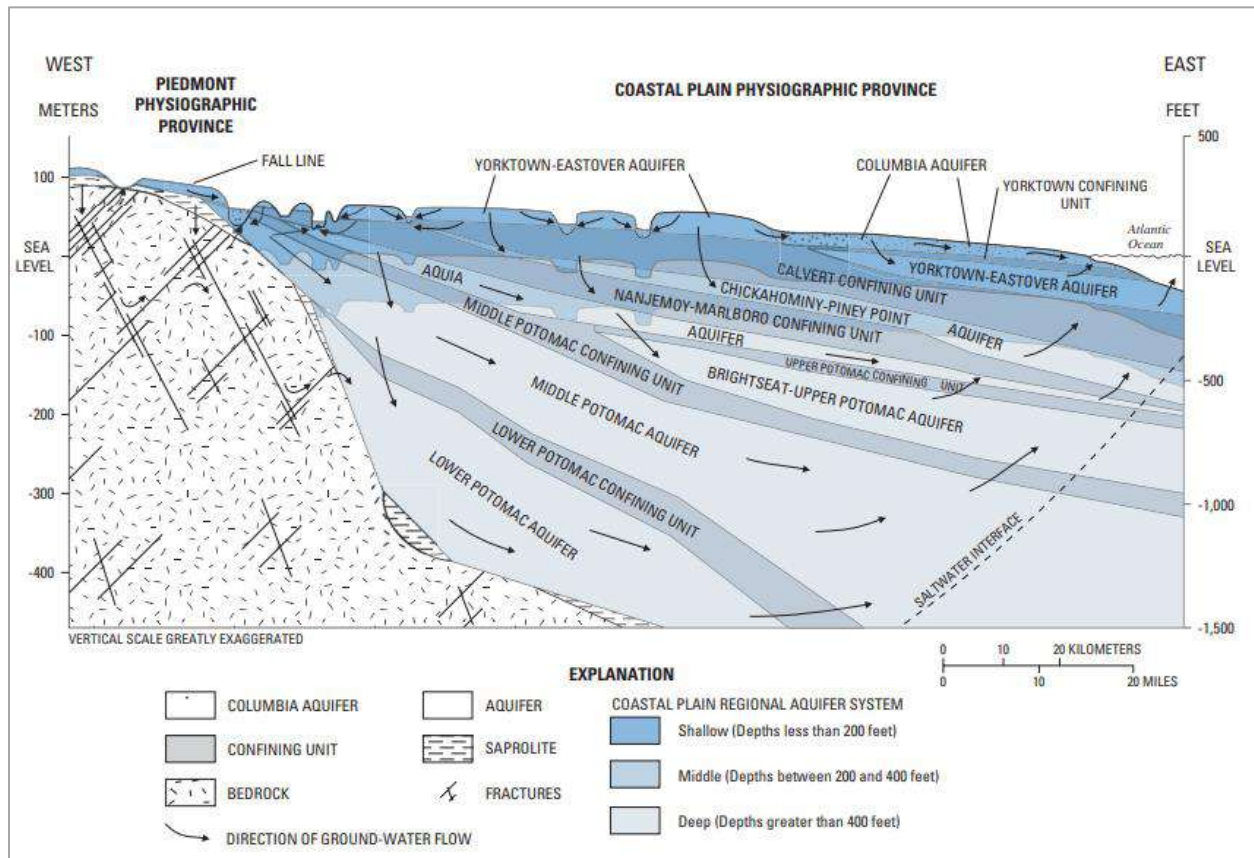 WEST
EAST
PIEDMONT
PHYSIOGRAPHIC
PROVINCE
COASTAL PLAIN PHYSIOGRAPHIC PROVINCE
METERS
FEET
500
FALL LINE
YORKTOWN-EASTOVER AQUIFER
COLUMBIA AQUIFER
YORKTOWN CONFINING
UNIT
100
Atlantic
Ocean
SEA
LEVEL
SEA
LEVEL
YORKTOWN-EASTOVER AQUIFER
CALVERT CONFINING UNIT
AQUIA
CHICKAHOMINY-PINEY POINT
AQUIFER
NANJEMOY-MARLBORO CONFINING UNIT
AQUIFER
MIDDLE POTOMAC CONFINING UNIT
UPPER POTOMAC CONFINING UNIT
-100
-500
BRIGHTSEAT-UPPER POTOMAC AQUIFER
MIDDLE POTOMAC AQUIFER
-200
LOWER POTOMAC CONFINING UNIT
LOWER POTOMAC AQUIFER
-300
-1,000
-400
SALTWATER INTERFACE
-1,500
VERTICAL SCALE GREATLY EXAGGERATED
0 10 20 KILOMETERS
0 10 20 MILES
EXPLANATION
COLUMBIA AQUIFER
CONFINING UNIT
BEDROCK
DIRECTION OF GROUND-WATER FLOW
AQUIFER
SAPROLITE
FRACTURES
COASTAL PLAIN REGIONAL AQUIFER SYSTEM
Shallow (Depths less than 200 feet)
Middle (Depths between 200 and 400 feet)
Deep (Depths greater than 400 feet)